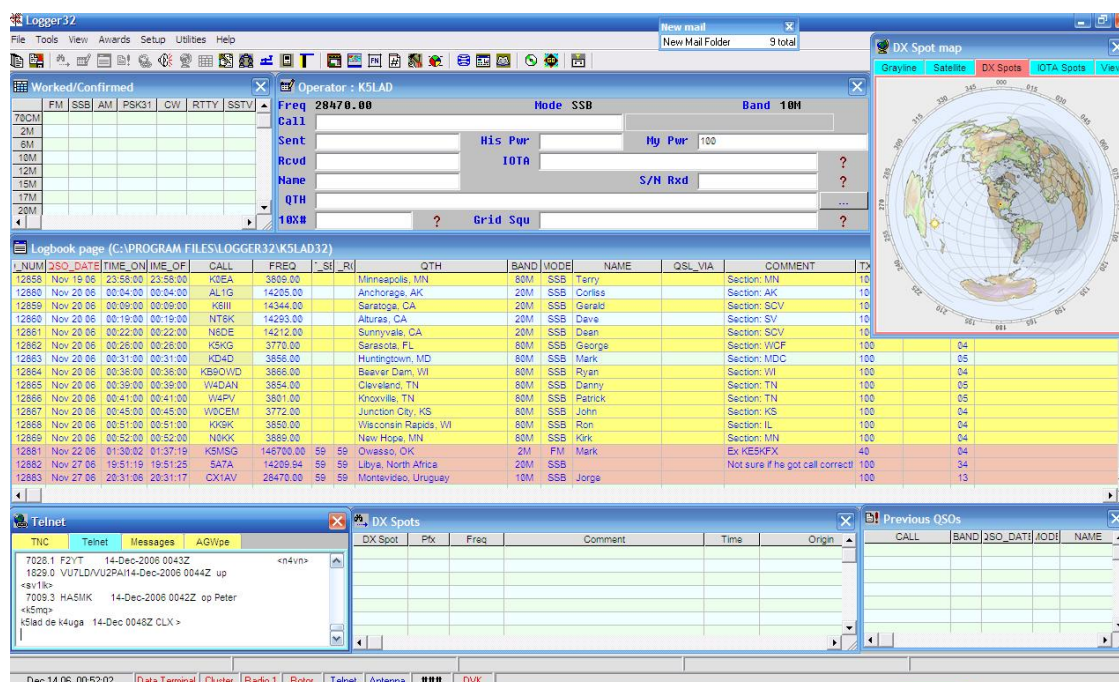 Logger32
File Tools View Awards Setup Utilities Help
New mail
New Mail Folder 9 total
DX Spot map
Grayline Satellite DX Spots IOTA Spots View
Worked/Confirmed
FM SSB AM PSK31 CW RTTY SSTV
70CM
2M
6M
10M
12M
15M
17M
20M
Operator : K5LAD
Freq 28470.00 Mode SSB Band 10M
Call
Sent His Pwr My Pwr 100
Rcvd IOTA ?
Name S/N Rxd ?
QTH ...
10X# ? Grid Squ ?
Logbook page (C:\PROGRAM FILES\LOGGER32\K5LAD32)
QSO_DATE TIME_ON CALL FREQ QTH BAND MODE NAME QSL_VIA COMMENT TX
12858 Nov 19 06 23:58:00 23:58:00 K0EA 3809.00 Minneapolis, MN 80M SSB Terry Section: MN 10
12880 Nov 20 06 00:04:00 00:04:00 AL1G 14205.00 Anchorage, AK 20M SSB Corliss Section: AK 10
12859 Nov 20 06 00:09:00 00:09:00 K6III 14344.00 Saratoga, CA 20M SSB Gerald Section: SCV 10
12860 Nov 20 06 00:19:00 00:19:00 NT6K 14293.00 Alturas, CA 20M SSB Dave Section: SV 10
12861 Nov 20 06 00:22:00 00:22:00 N6DE 14212.00 Sunnyvale, CA 20M SSB Dean Section: SCV 10
12862 Nov 20 06 00:26:00 00:26:00 K5KG 3770.00 Sarasota, FL 80M SSB George Section: WCF 100 04
12863 Nov 20 06 00:31:00 00:31:00 KD4D 3856.00 Huntingtown, MD 80M SSB Mark Section: MDC 100 05
12864 Nov 20 06 00:36:00 00:36:00 KB9OWD 3866.00 Beaver Dam, WI 80M SSB Ryan Section: WI 100 04
12865 Nov 20 06 00:39:00 00:39:00 W4DAN 3854.00 Cleveland, TN 80M SSB Danny Section: TN 100 05
12866 Nov 20 06 00:41:00 00:41:00 W4PV 3801.00 Knoxville, TN 80M SSB Patrick Section: TN 100 05
12867 Nov 20 06 00:45:00 00:45:00 W0CEM 3772.00 Junction City, KS 80M SSB John Section: KS 100 04
12868 Nov 20 06 00:51:00 00:51:00 KK9K 3850.00 Wisconsin Rapids, WI 80M SSB Ron Section: IL 100 04
12869 Nov 20 06 00:52:00 00:52:00 N0KK 3889.00 New Hope, MN 80M SSB Kirk Section: MN 100 04
12881 Nov 22 06 01:30:02 01:37:19 K5MSG 146700.00 59 59 Owasso, OK 2M FM Mark Ex KE5KFX 40 04
12882 Nov 27 06 19:51:19 19:51:25 5A7A 14209.94 59 59 Libya, North Africa 20M SSB Not sure if he got call correctl 100 34
12883 Nov 27 06 20:31:06 20:31:17 CX1AV 28470.00 59 59 Montevideo, Uruguay 10M SSB Jorge 100 13
Telnet
TNC Telnet Messages AGWpe
7028.1 F2YT 14-Dec-2006 0043Z <n4vn>
1829.0 VU7LD/VU2PAI14-Dec-2006 0044Z up
<sv1lk>
7009.3 HA5MK 14-Dec-2006 0042Z op Peter
<k5mq>
k5lad de k4uga 14-Dec 0048Z CLX >
DX Spots
DX Spot Pfx Freq Comment Time Origin
Previous QSOs
CALL BAND QSO_DATE MODE NAME
Dec 14 06 00:52:02 Data Terminal Cluster Radio 1 Rotor Telnet Antenna ### DVK